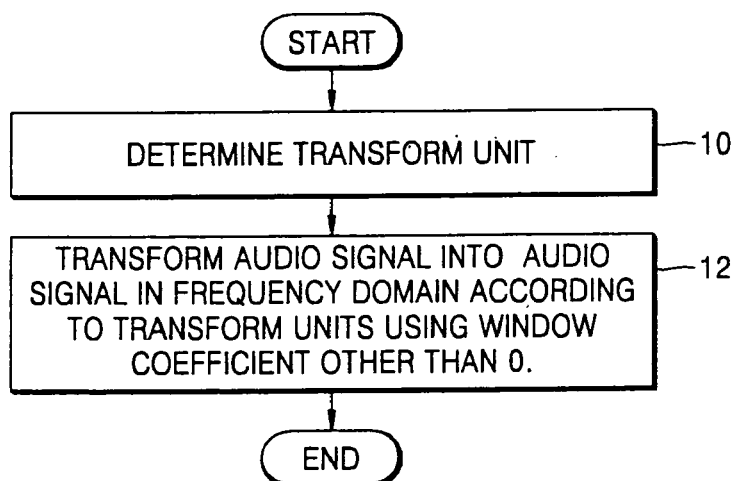 START
DETERMINE TRANSFORM UNIT
10
TRANSFORM AUDIO SIGNAL INTO AUDIO
SIGNAL IN FREQUENCY DOMAIN ACCORDING
TO TRANSFORM UNITS USING WINDOW
COEFFICIENT OTHER THAN 0.
12
END